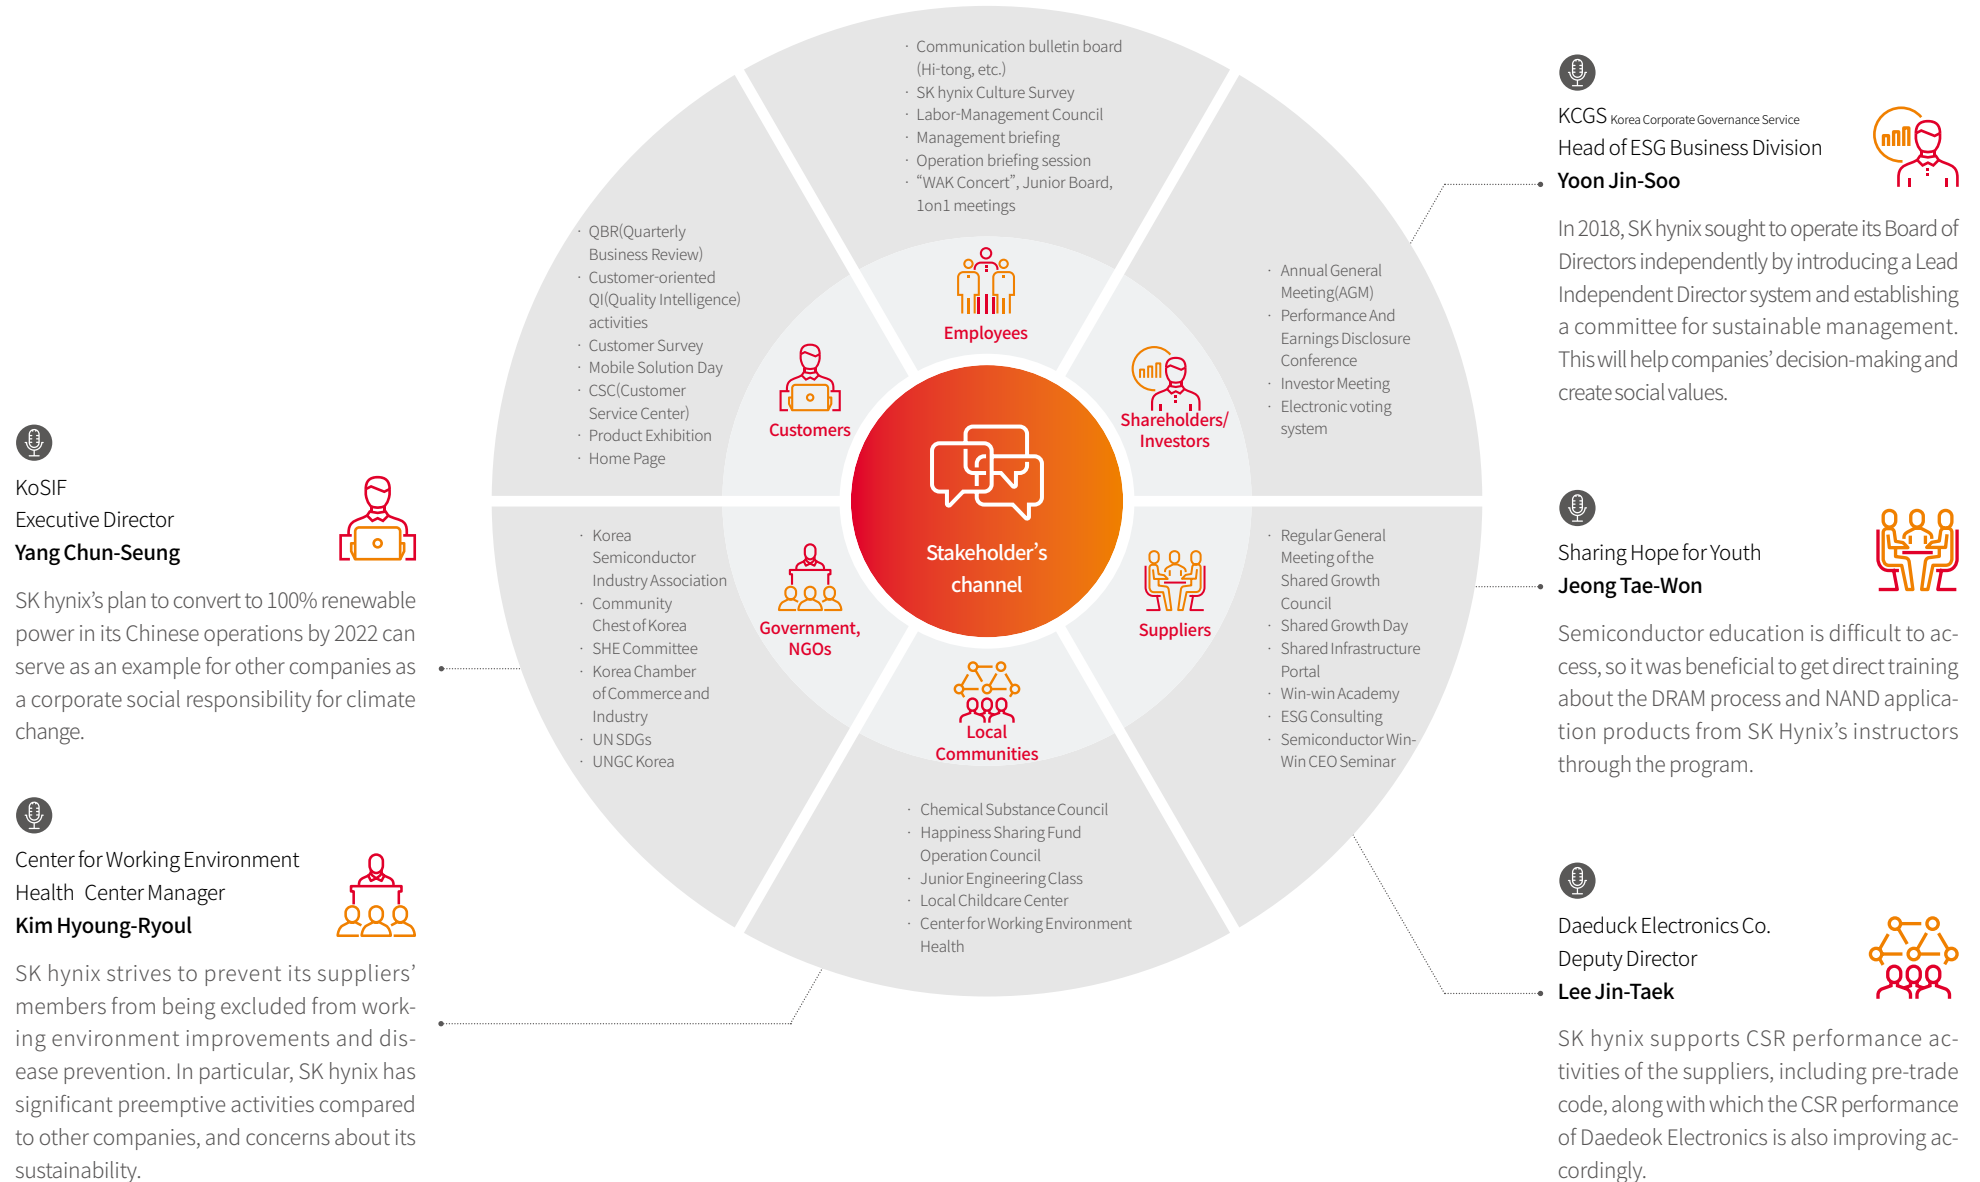 · Communication bulletin board
(Hi-tong, etc.)
· SK hynix Culture Survey
· Labor-Management Council
· Management briefing
· Operation briefing session
· “WAK Concert”, Junior Board,
1on1 meetings
Employees
· QBR(Quarterly
Business Review)
· Customer-oriented
QI(Quality Intelligence)
activities
· Customer Survey
· Mobile Solution Day
· CSC(Customer
Service Center)
· Product Exhibition
· Home Page
Customers
· Annual General
Meeting(AGM)
· Performance And
Earnings Disclosure
Conference
· Investor Meeting
· Electronic voting
system
Shareholders/
Investors
Stakeholder’s
channel
· Korea
Semiconductor
Industry Association
· Community
Chest of Korea
· SHE Committee
· Korea Chamber
of Commerce and
Industry
· UN SDGs
· UNGC Korea
Government,
NGOs
· Regular General
Meeting of the
Shared Growth
Council
· Shared Growth Day
· Shared Infrastructure
Portal
· Win-win Academy
· ESG Consulting
· Semiconductor Win-
Win CEO Seminar
Suppliers
Local
Communities
· Chemical Substance Council
· Happiness Sharing Fund
Operation Council
· Junior Engineering Class
· Local Childcare Center
· Center for Working Environment
Health
KoSIF
Executive Director
Yang Chun-Seung
SK hynix’s plan to convert to 100% renewable
power in its Chinese operations by 2022 can
serve as an example for other companies as
a corporate social responsibility for climate
change.
Center for Working Environment
Health Center Manager
Kim Hyoung-Ryoul
SK hynix strives to prevent its suppliers’
members from being excluded from work-
ing environment improvements and dis-
ease prevention. In particular, SK hynix has
significant preemptive activities compared
to other companies, and concerns about its
sustainability.
KCGS Korea Corporate Governance Service
Head of ESG Business Division
Yoon Jin-Soo
In 2018, SK hynix sought to operate its Board of
Directors independently by introducing a Lead
Independent Director system and establishing
a committee for sustainable management.
This will help companies’ decision-making and
create social values.
Sharing Hope for Youth
Jeong Tae-Won
Semiconductor education is difficult to ac-
cess, so it was beneficial to get direct training
about the DRAM process and NAND applica-
tion products from SK Hynix’s instructors
through the program.
Daeduck Electronics Co.
Deputy Director
Lee Jin-Taek
SK hynix supports CSR performance ac-
tivities of the suppliers, including pre-trade
code, along with which the CSR performance
of Daedeok Electronics is also improving ac-
cordingly.